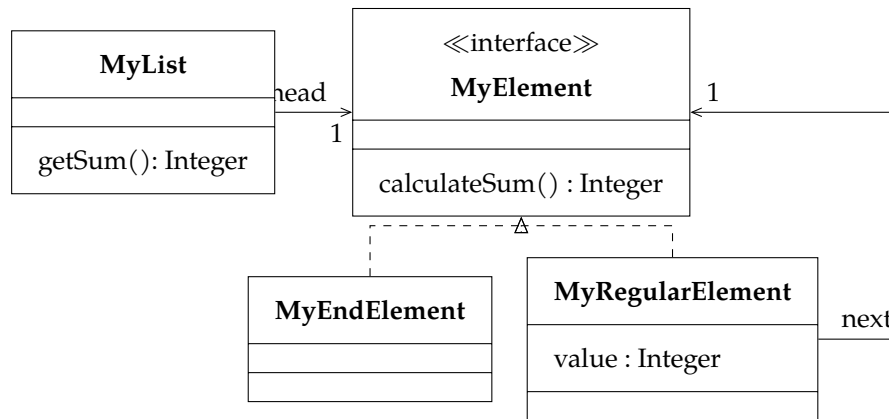 MyList
getSum(): Integer
head
1
≪interface≫
MyElement
calculateSum() : Integer
1
MyEndElement
MyRegularElement
value : Integer
next